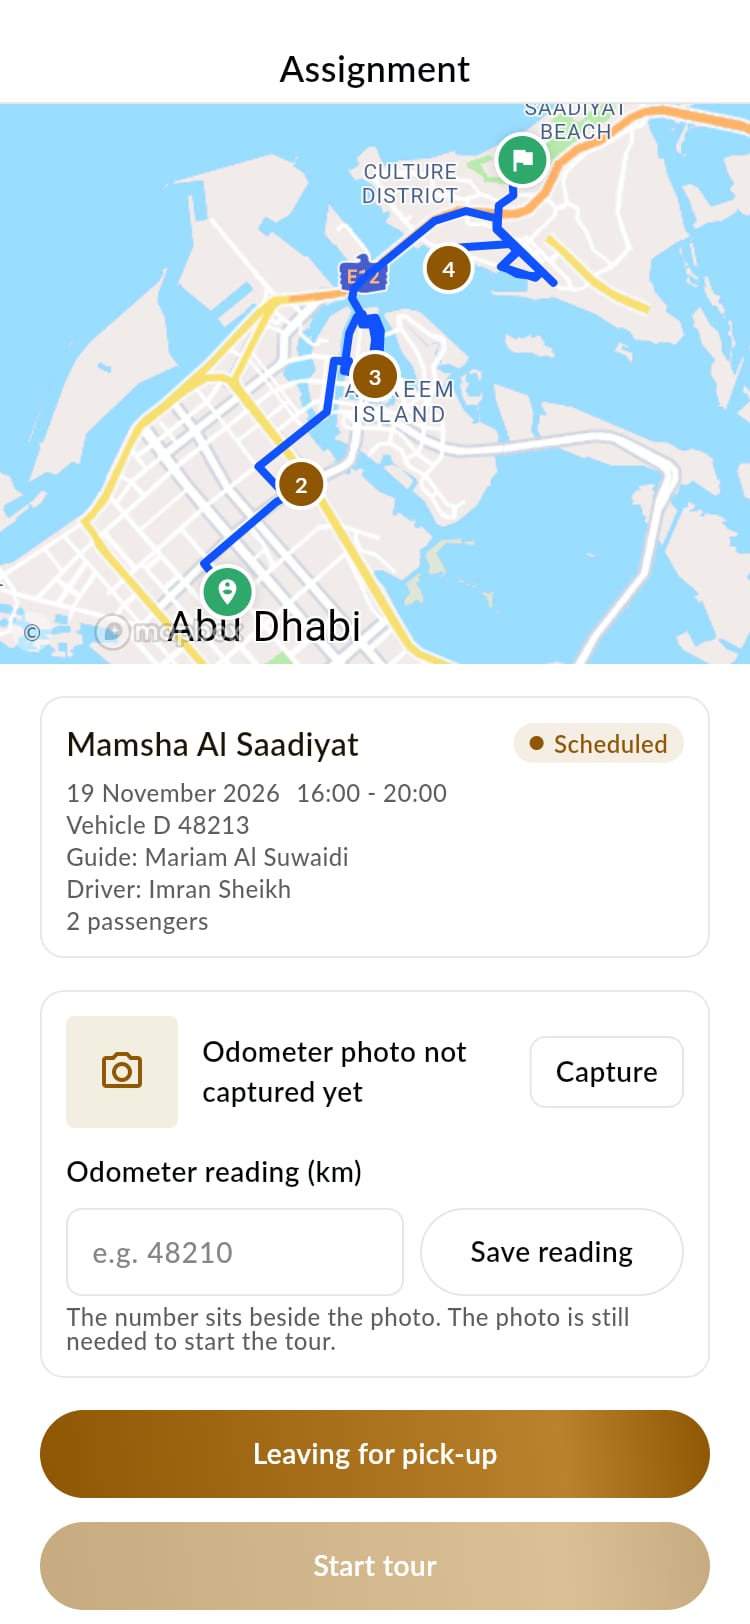 Assignment
SAADIYAT
BEACH
CULTURE
DISTRICT
E12
4
3
ISLAND
2
Abu Dhabi
©
mapbox
Mamsha Al Saadiyat
Scheduled
19 November 2026 16:00 - 20:00
Vehicle D 48213
Guide: Mariam Al Suwaidi
Driver: Imran Sheikh
2 passengers
Odometer photo not
captured yet
Capture
Odometer reading (km)
e.g. 48210
Save reading
The number sits beside the photo. The photo is still
needed to start the tour.
Leaving for pick-up
Start tour